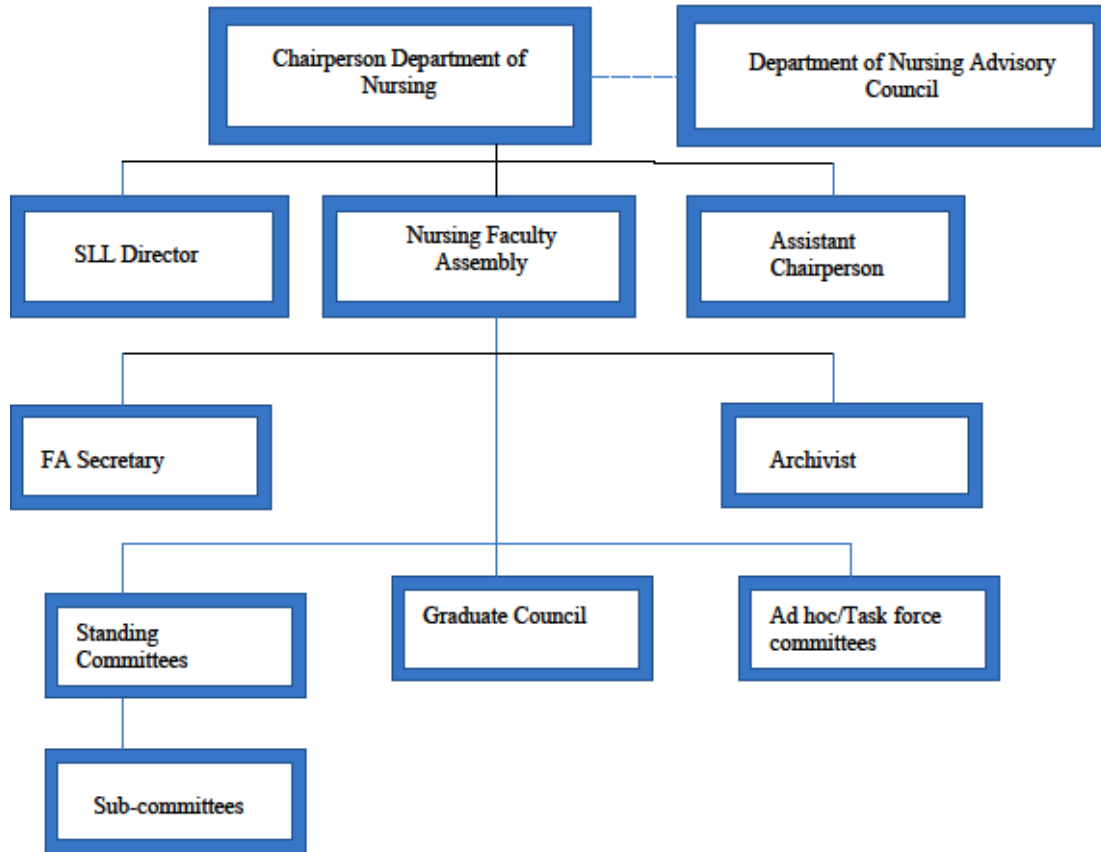 Chairperson Department of
Nursing
Department of Nursing Advisory
Council
SLL Director
Nursing Faculty
Assembly
Assistant
Chairperson
FA Secretary
Archivist
Standing
Committees
Graduate Council
Ad hoc/Task force
committees
Sub-committees